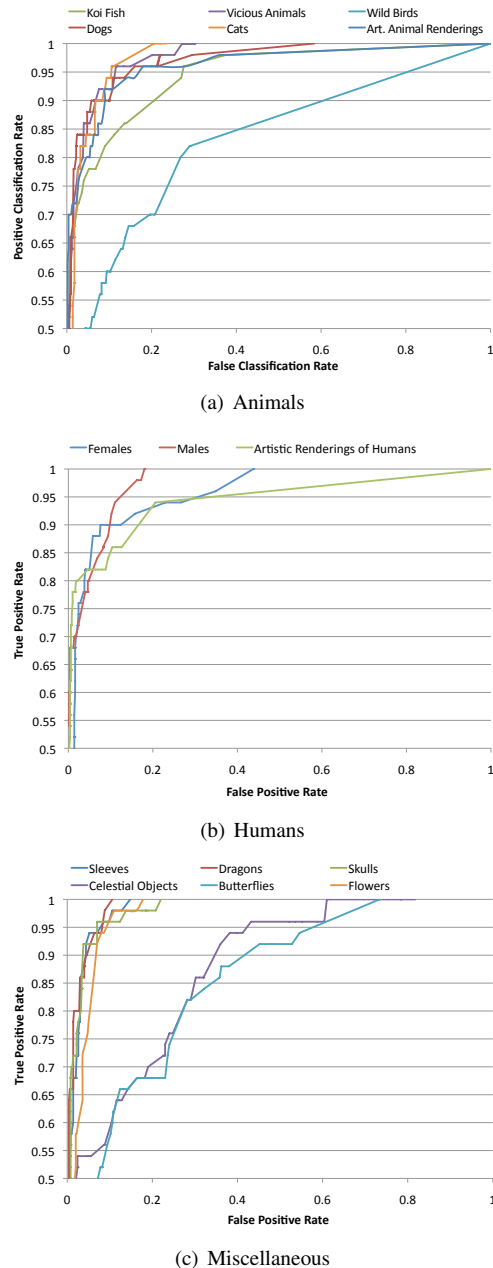 Koi Fish Vicious Animals Wild Birds
Dogs Cats Art. Animal Renderings
1
0.95
0.9
0.85
0.8
0.75
0.7
0.65
0.6
0.55
0.5
Positive Classification Rate
0 0.2 0.4 0.6 0.8 1
False Classification Rate
(a) Animals
Females Males Artistic Renderings of Humans
1
0.95
0.9
0.85
0.8
0.75
0.7
0.65
0.6
0.55
0.5
True Positive Rate
0 0.2 0.4 0.6 0.8 1
False Positive Rate
(b) Humans
Sleeves Dragons Skulls
Celestial Objects Butterflies Flowers
1
0.95
0.9
0.85
0.8
0.75
0.7
0.65
0.6
0.55
0.5
True Positive Rate
0 0.2 0.4 0.6 0.8 1
False Positive Rate
(c) Miscellaneous